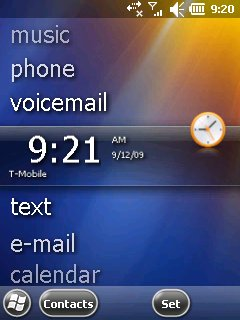 9:20
music
phone
voicemail
9:21
AM
9/12/09
T-Mobile
text
e-mail
calendar
Contacts
Set